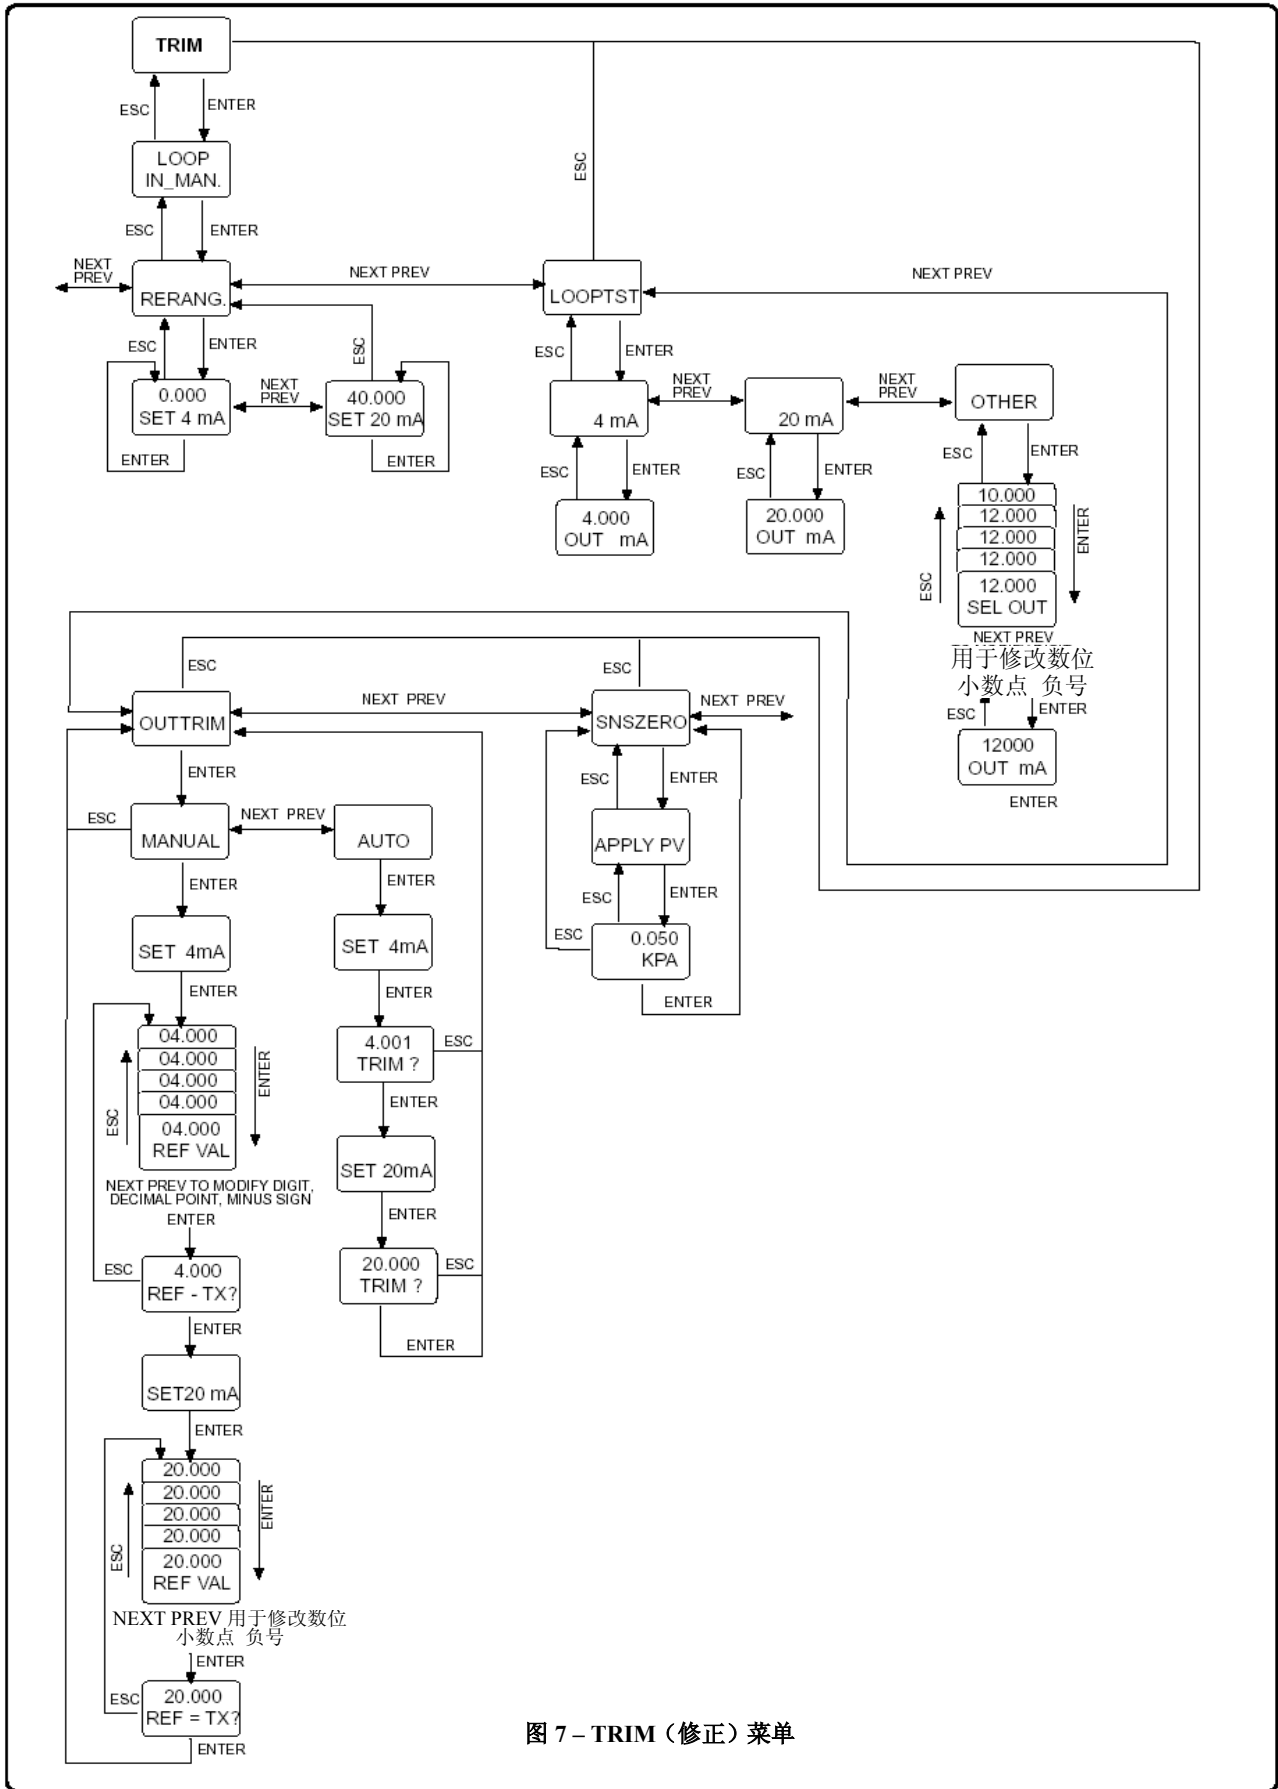 TRIM
ESC
ENTER
LOOP
IN_MAN.
ESC
ENTER
ESC
NEXT
PREV
RERANG.
NEXT PREV
LOOPTST
NEXT PREV
ESC
ENTER
ESC
0.000
SET 4 mA
NEXT
PREV
40.000
SET 20 mA
ENTER
ENTER
ESC
ENTER
4 mA
NEXT
PREV
20 mA
NEXT
PREV
OTHER
ESC
ENTER
4.000
OUT mA
ESC
ENTER
20.000
OUT mA
ESC
ENTER
10.000
12.000
12.000
12.000
12.000
SEL OUT
ESC
ENTER
NEXT PREV
用于修改数位
小数点 负号
ESC
ENTER
12000
OUT mA
ENTER
ESC
OUTTRIM
NEXT PREV
ESC
SNSZERO
NEXT PREV
ENTER
ESC
MANUAL
NEXT PREV
AUTO
ESC
ENTER
APPLY PV
ESC
ENTER
ESC
0.050
KPA
ENTER
ENTER
SET 4mA
ENTER
04.000
04.000
04.000
04.000
04.000
REF VAL
ESC
ENTER
NEXT PREV TO MODIFY DIGIT,
DECIMAL POINT, MINUS SIGN
ENTER
ESC
4.000
REF - TX?
ENTER
SET20 mA
ENTER
20.000
20.000
20.000
20.000
20.000
REF VAL
ESC
ENTER
NEXT PREV 用于修改数位
小数点 负号
ENTER
ESC
20.000
REF = TX?
ENTER
ENTER
SET 4mA
ENTER
4.001
TRIM ?
ESC
ENTER
SET 20mA
ENTER
20.000
TRIM ?
ESC
ENTER
图 7 – TRIM（修正）菜单